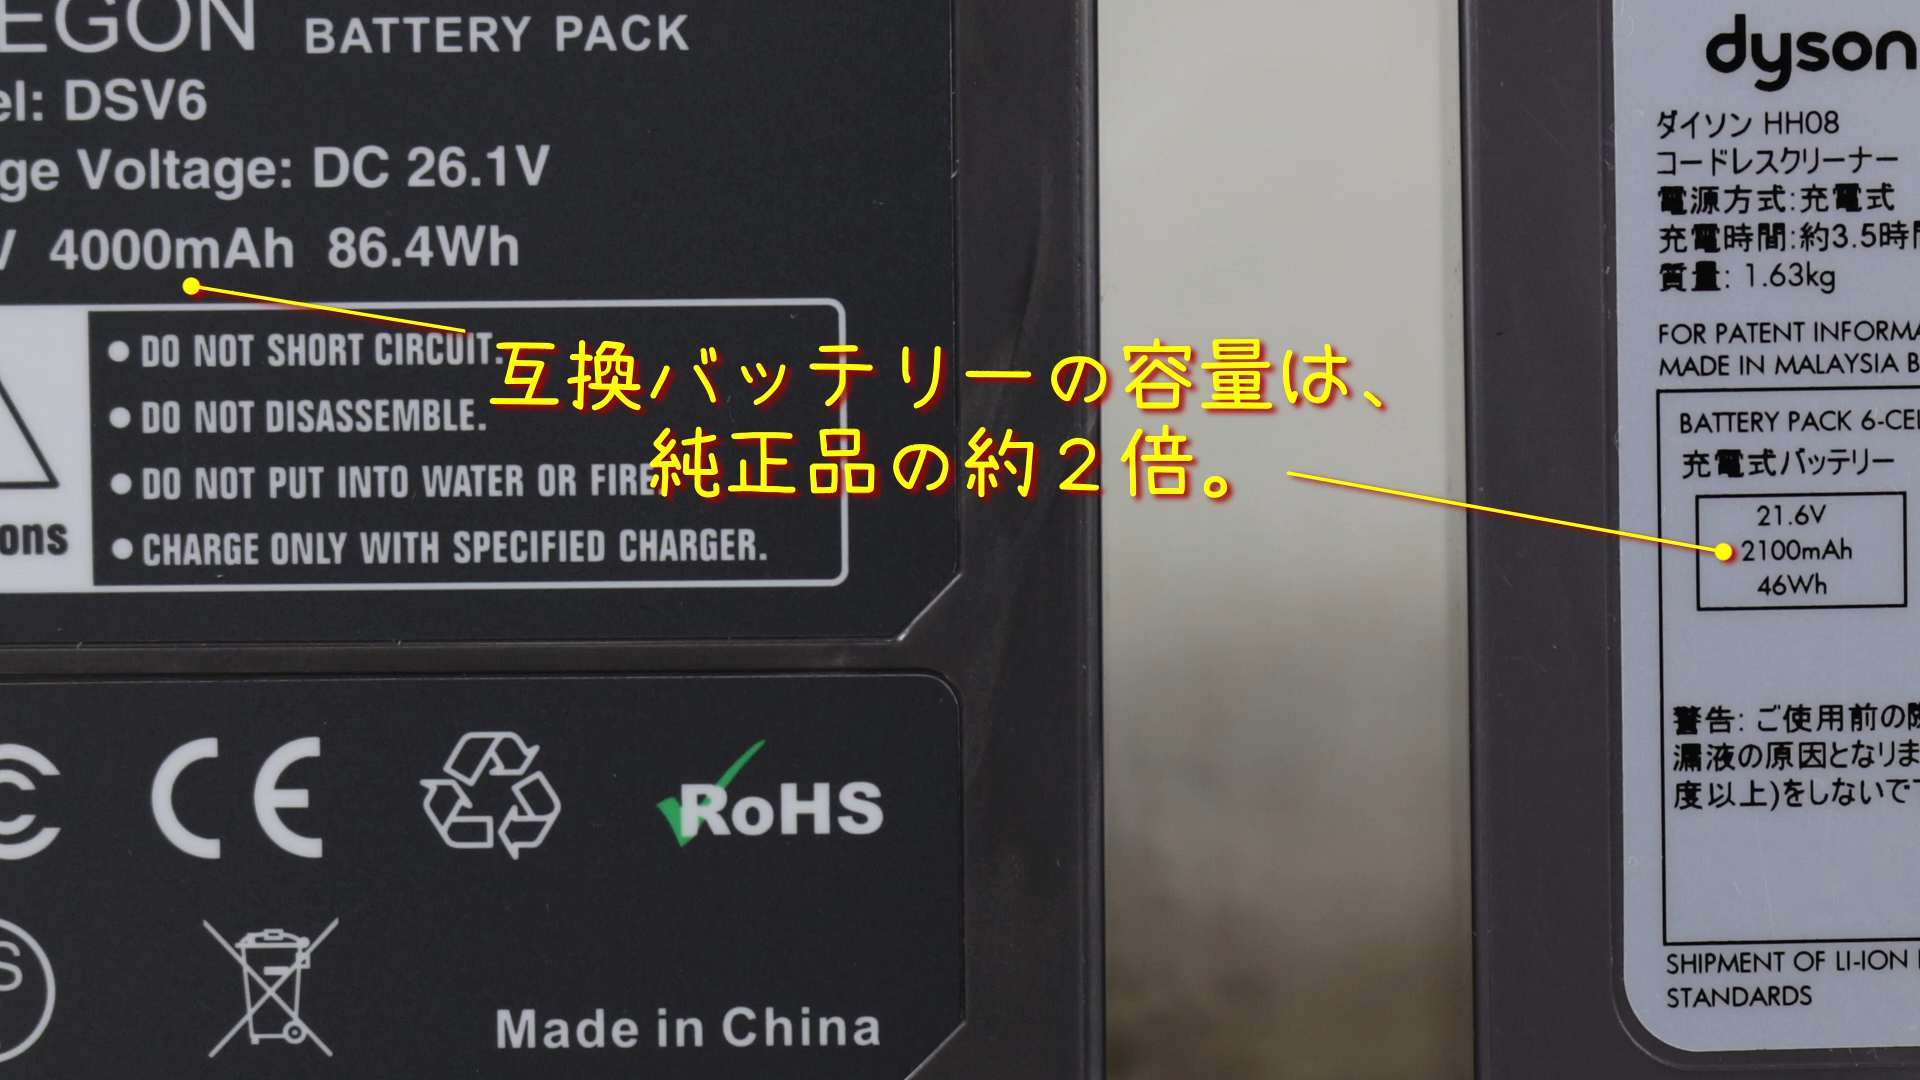 EGON BATTERY PACK
el: DSV6
ge Voltage: DC 26.1V
V 4000mAh 86.4Wh
● DO NOT SHORT CIRCUIT.
● DO NOT DISASSEMBLE.
● DO NOT PUT INTO WATER OR FIRE
● CHARGE ONLY WITH SPECIFIED CHARGER.
ons
CE
RoHS
S
Made in China
互換バッテリーの容量は、
純正品の約２倍。
dyson
ダイソン HH08
コードレスクリーナー
電源方式:充電式
充電時間:約3.5時間
質量: 1.63kg
FOR PATENT INFORMA
MADE IN MALAYSIA B
BATTERY PACK 6-CEL
充電式バッテリー
21.6V
2100mAh
46Wh
警告: ご使用前の
漏液の原因となりま
度以上)をしないで
SHIPMENT OF LI-ION
STANDARDS